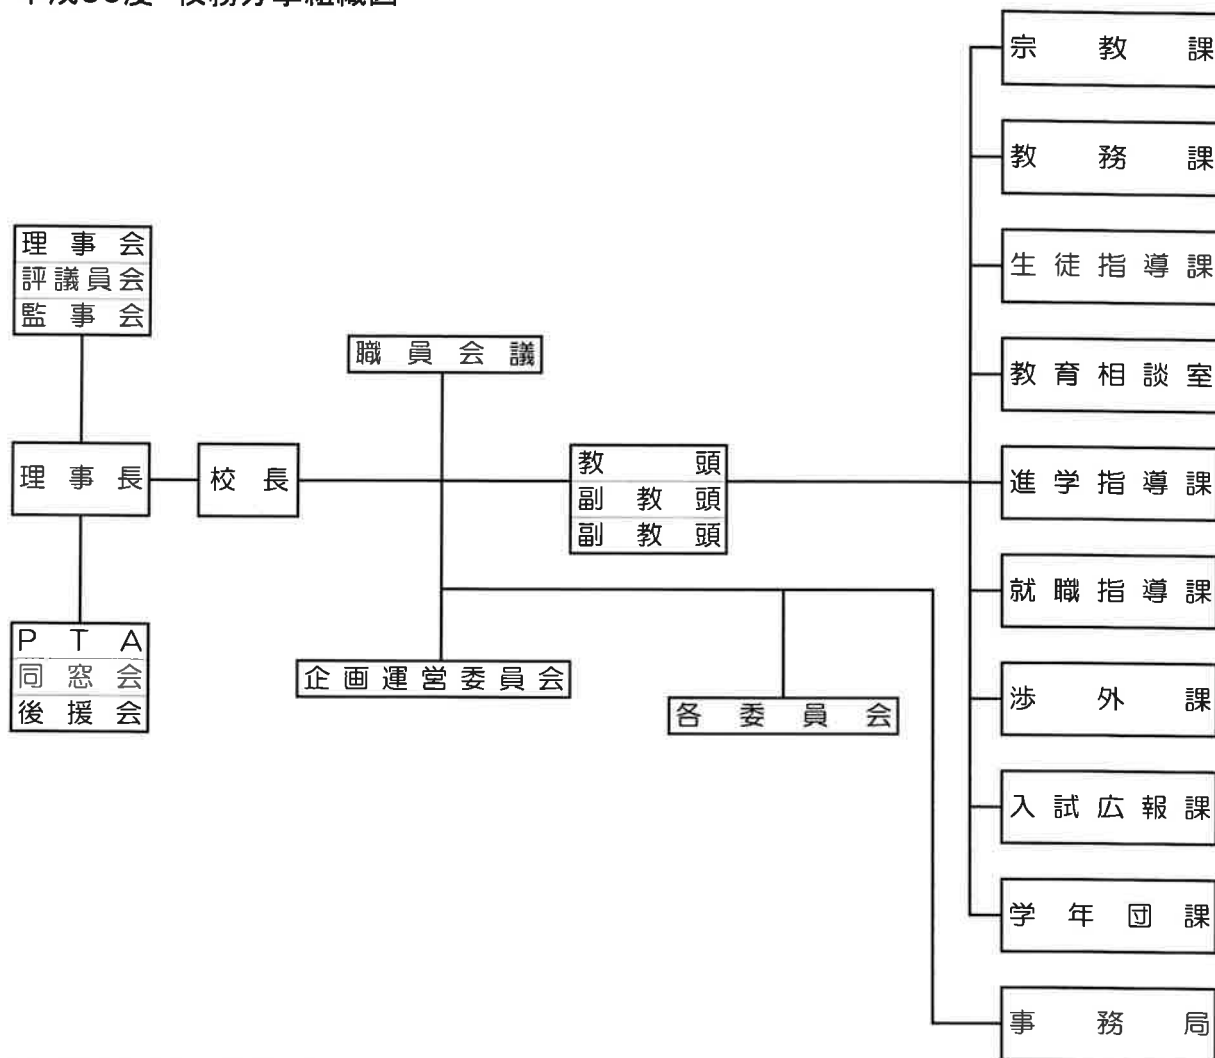 宗教課
教務課
生徒指導課
教育相談室
進学指導課
就職指導課
渉外課
入試広報課
学年団課
事務局
理事会
評議員会
監事会
理事長
PTA
同窓会
後援会
校長
職員会議
企画運営委員会
教頭
副教頭
副教頭
各委員会